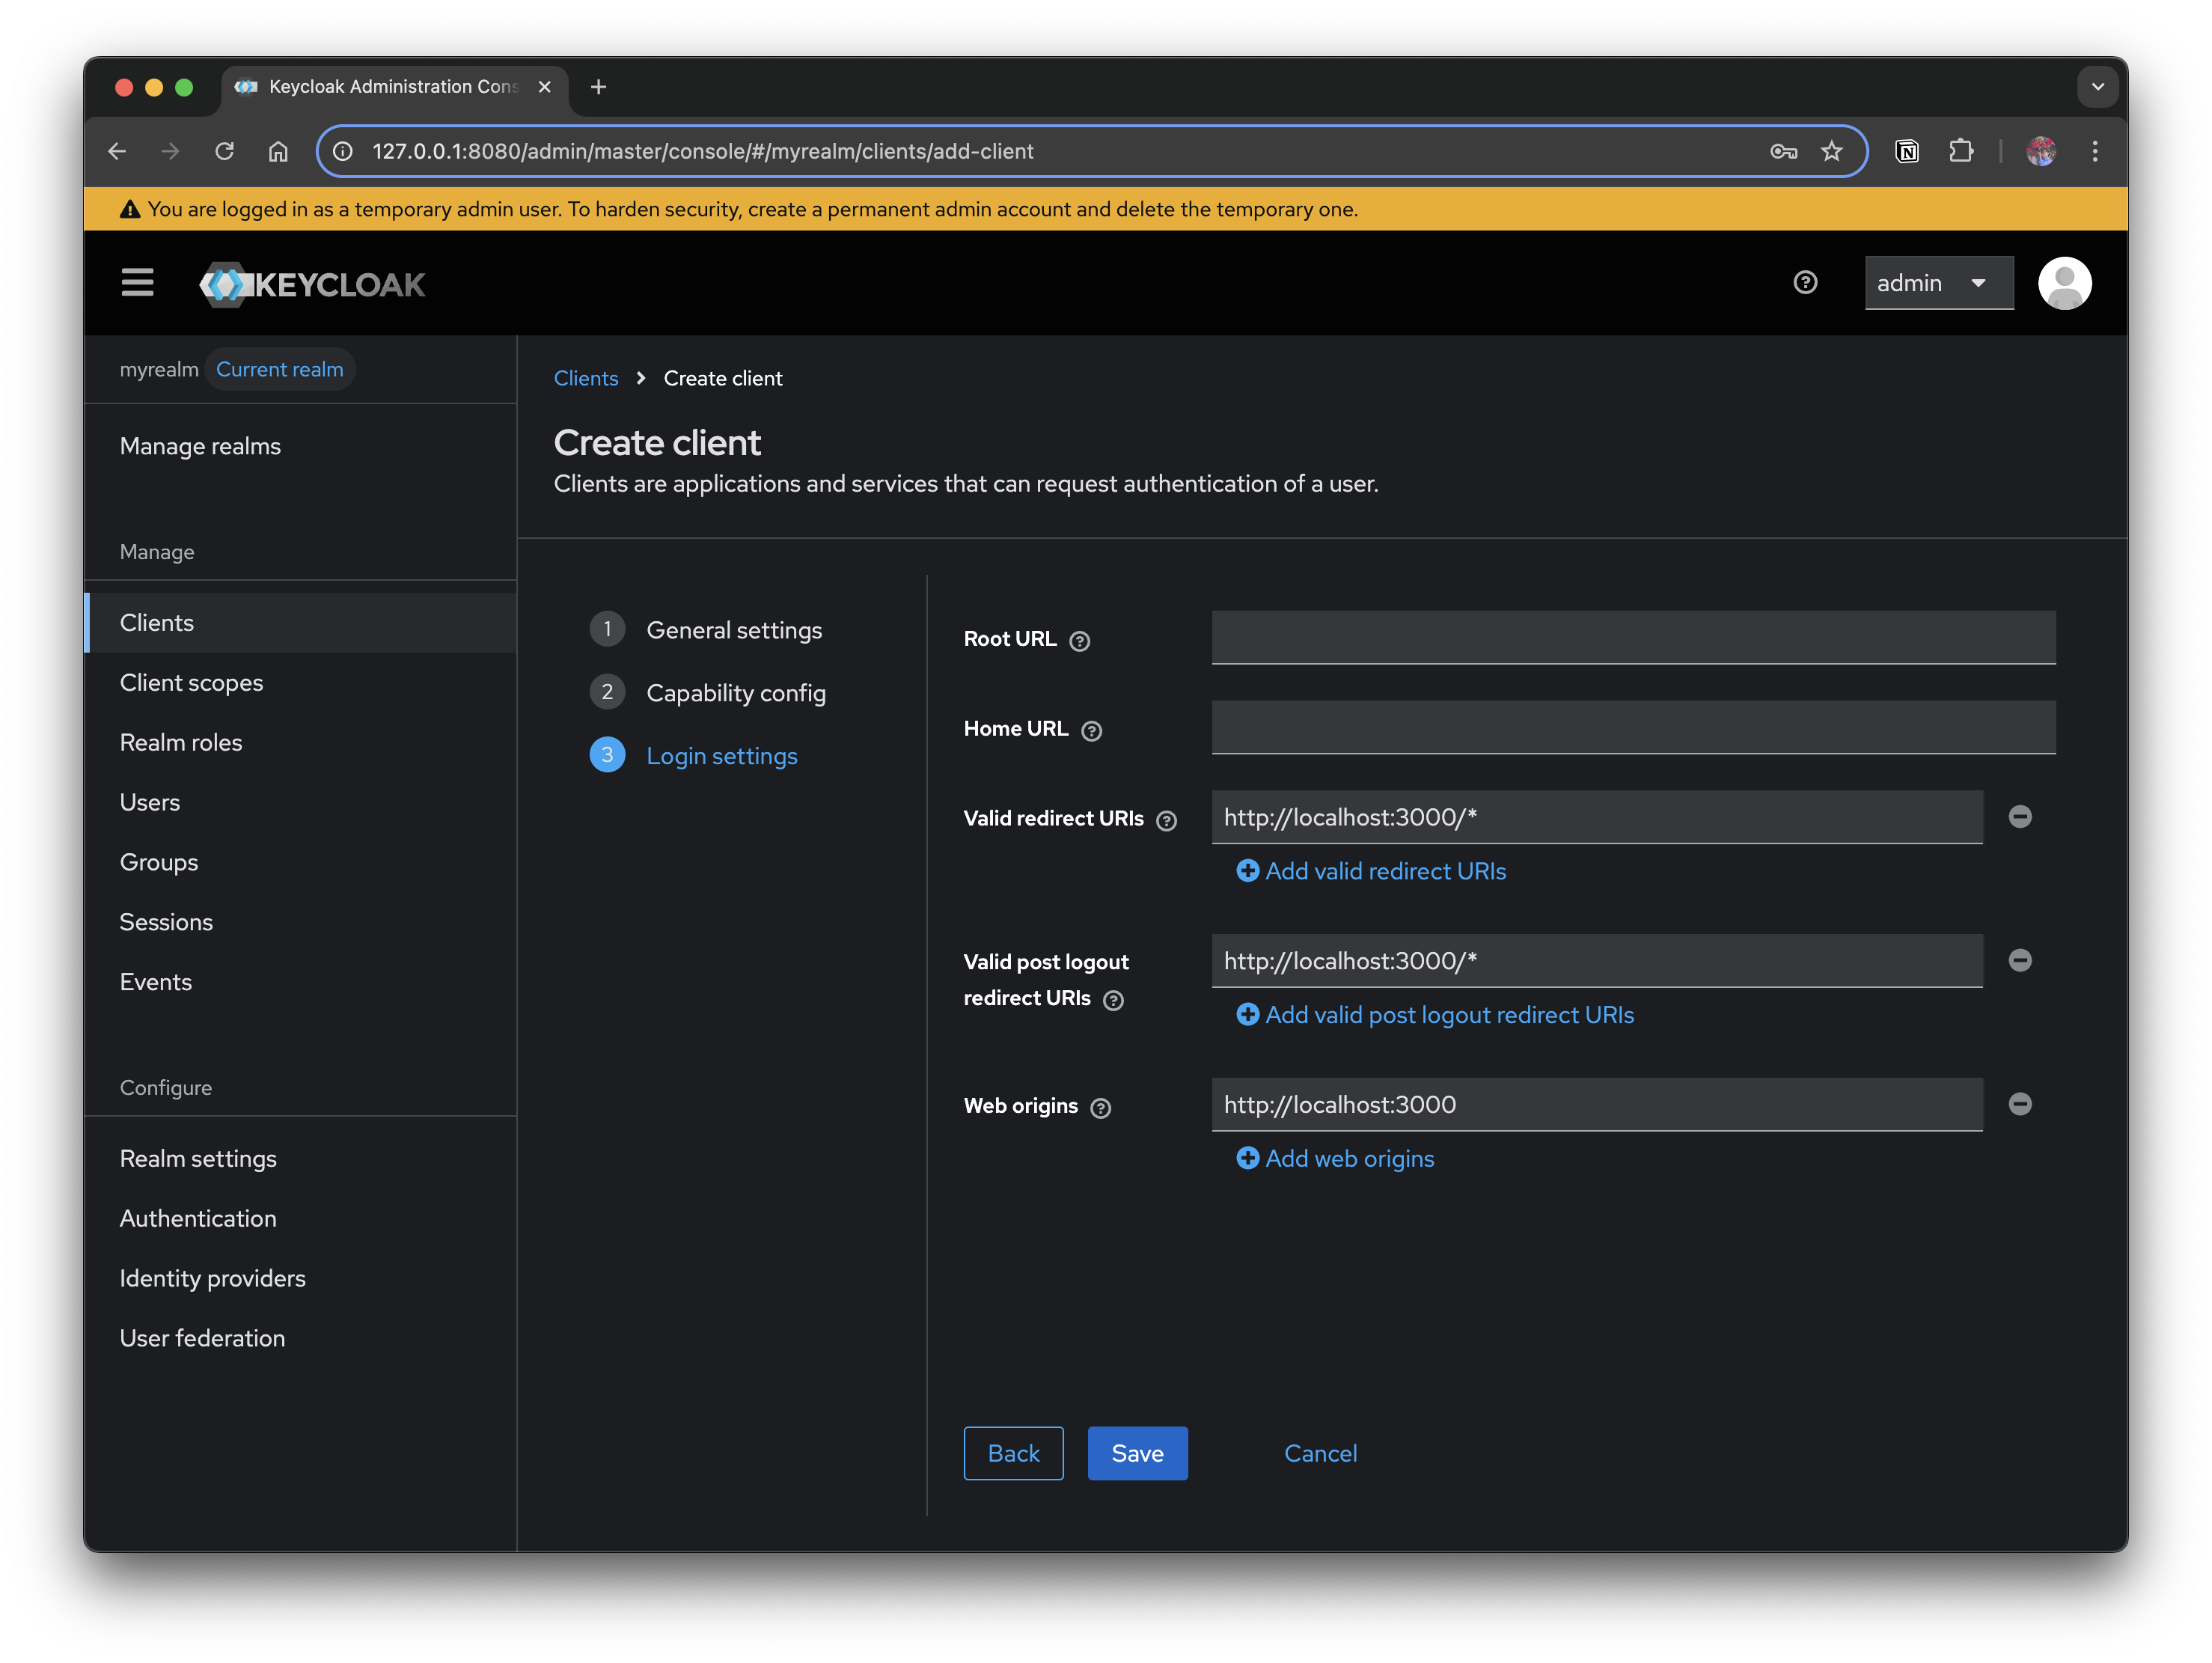 Keycloak Administration Cons
127.0.0.1:8080/admin/master/console/#/myrealm/clients/add-client
You are logged in as a temporary admin user. To harden security, create a permanent admin account and delete the temporary one.
KEYCLOAK
admin
myrealm Current realm
Manage realms
Manage
Clients
Client scopes
Realm roles
Users
Groups
Sessions
Events
Configure
Realm settings
Authentication
Identity providers
User federation
Clients Create client
Create client
Clients are applications and services that can request authentication of a user.
1 General settings
2 Capability config
3 Login settings
Root URL
Home URL
Valid redirect URIs http://localhost:3000/*
Add valid redirect URIs
Valid post logout redirect URIs http://localhost:3000/*
Add valid post logout redirect URIs
Web origins http://localhost:3000
Add web origins
Back Save Cancel